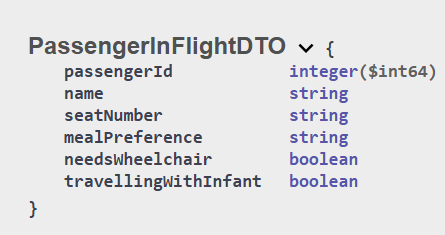 PassengerInFlightDTO {
passengerId integer($int64)
name string
seatNumber string
mealPreference string
needsWheelchair boolean
travellingWithInfant boolean
}